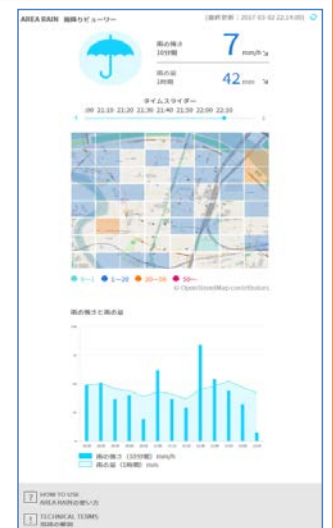 AREA RAIN 雨降りビューワー
[最終更新 : 2017-03-02 22:14:00]
雨の強さ
10分間
7 mm/h
雨の量
1時間
42 mm
タイムスライダー
:00 21:10 21:20 21:30 21:40 21:50 22:00 22:10
0~1 1~20 20~50 50~
© OpenStreetMap contributors
雨の強さと雨の量
雨の強さ (10分間) mm/h
雨の量 (1時間) mm
? HOW TO USE
AREA RAINの使い方
! TECHNICAL TERMS
用語の解説